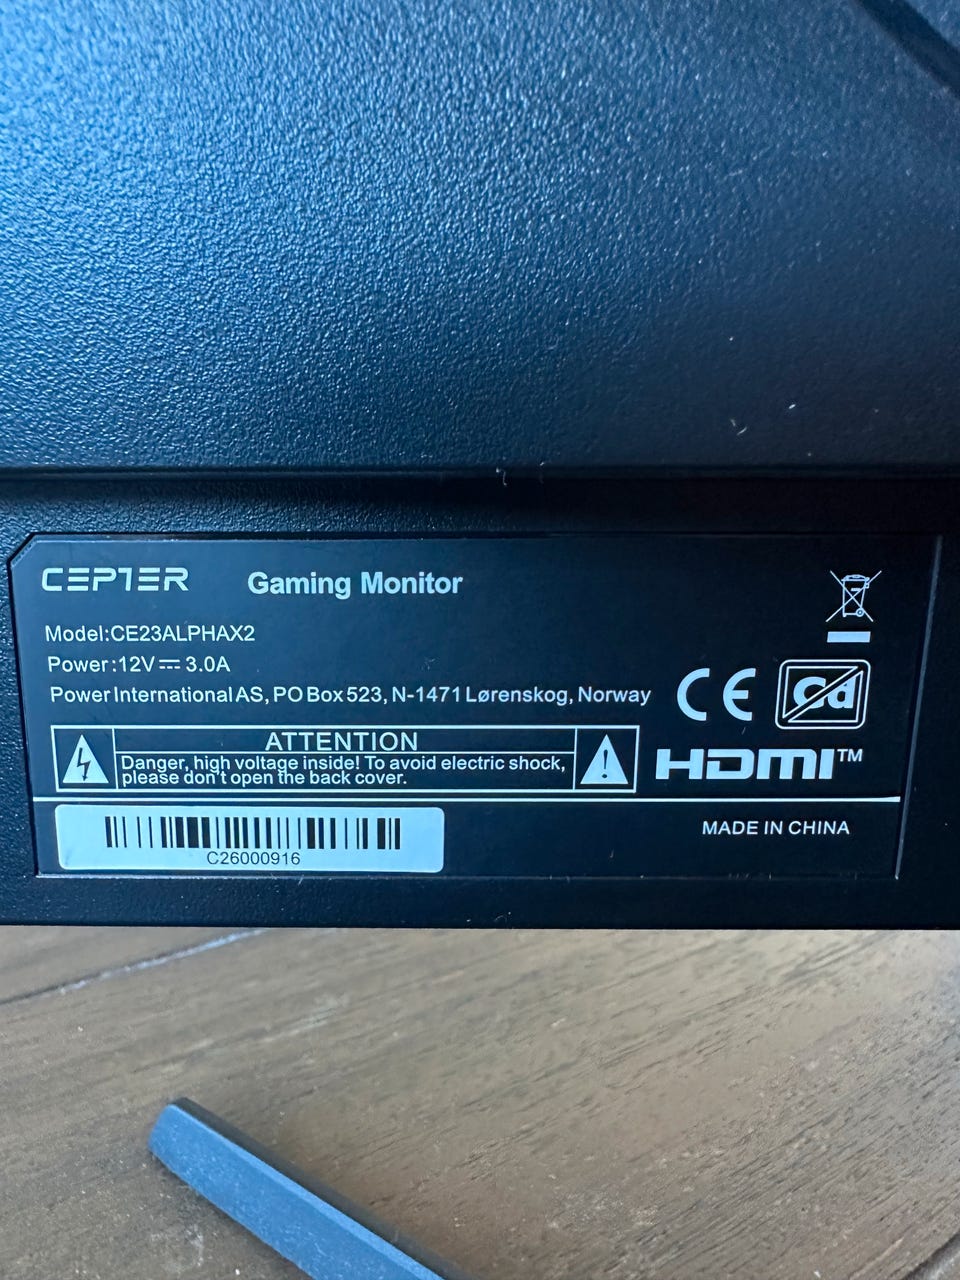 CEPTER Gaming Monitor
Model:CE23ALPHAX2
Power:12V⎓3.0A
Power International AS, PO Box 523, N-1471 Lørenskog, Norway
CE Cd
ATTENTION
Danger, high voltage inside! To avoid electric shock,
please don't open the back cover.
HDMI™
C26000916
MADE IN CHINA